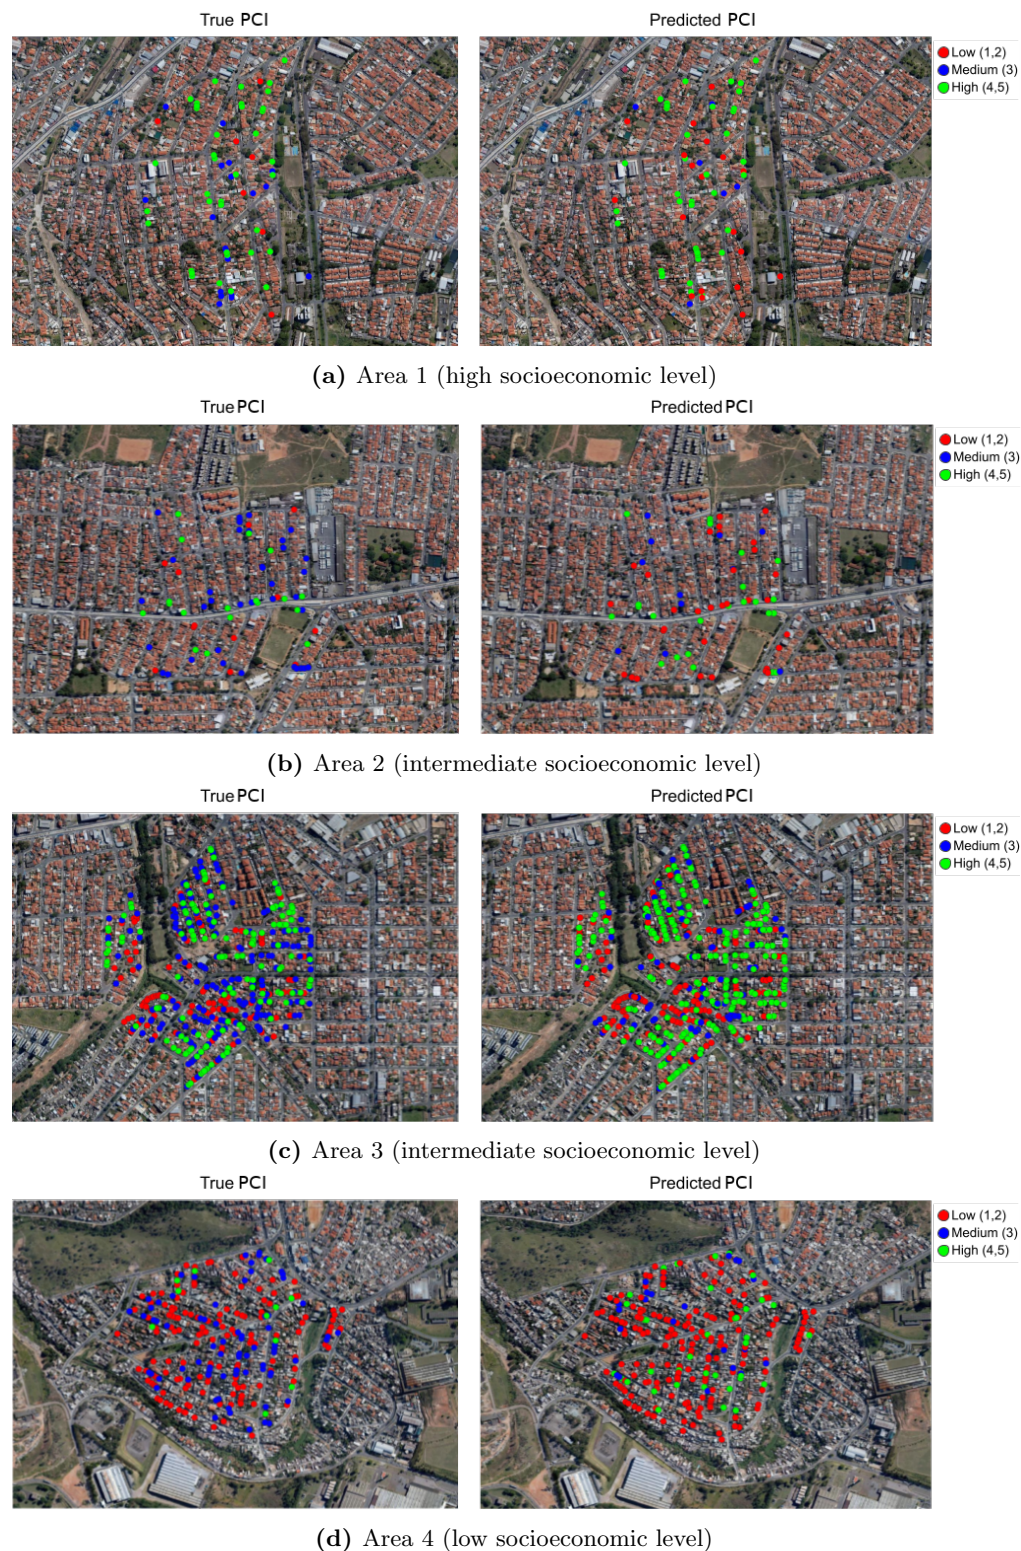 True PCI
Predicted PCI
Low (1,2)
Medium (3)
High (4,5)
(a) Area 1 (high socioeconomic level)
True PCI
Predicted PCI
Low (1,2)
Medium (3)
High (4,5)
(b) Area 2 (intermediate socioeconomic level)
True PCI
Predicted PCI
Low (1,2)
Medium (3)
High (4,5)
(c) Area 3 (intermediate socioeconomic level)
True PCI
Predicted PCI
Low (1,2)
Medium (3)
High (4,5)
(d) Area 4 (low socioeconomic level)